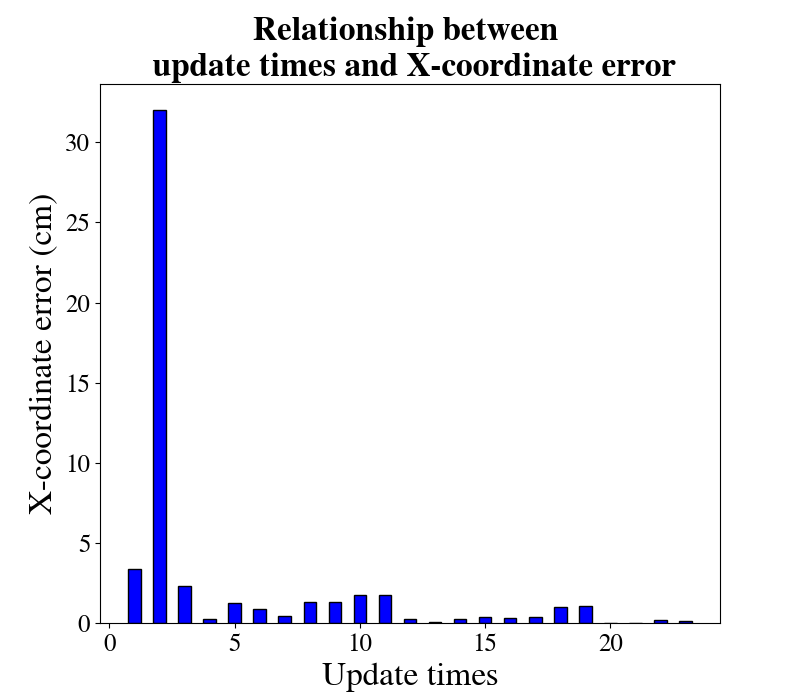 Relationship between
update times and X-coordinate error
X-coordinate error (cm)
30
25
20
15
10
5
0
0 5 10 15 20
Update times